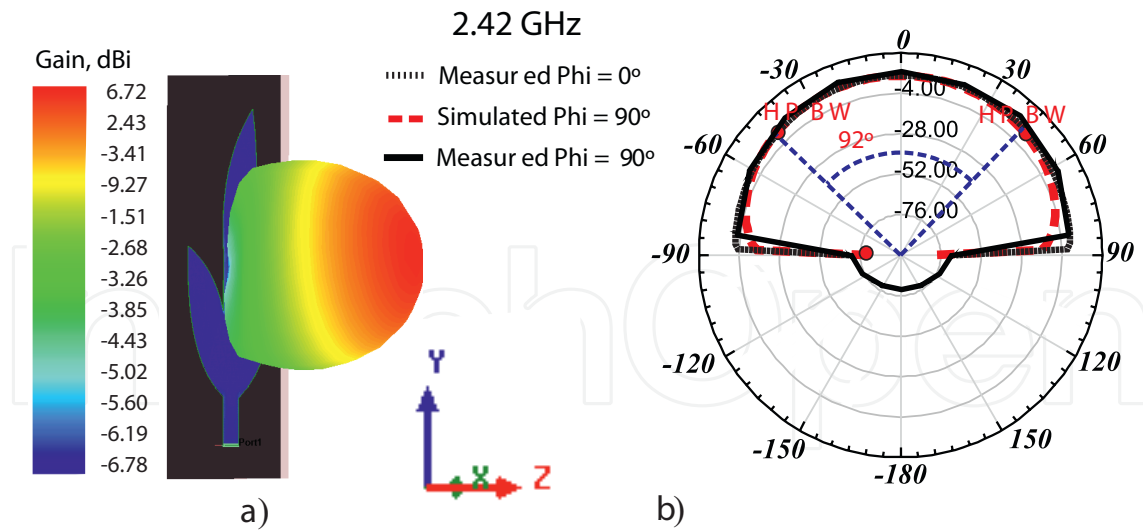 2.42 GHz
Gain, dBi
6.72
2.43
-3.41
-9.27
-1.51
-2.68
-3.26
-3.85
-4.43
-5.02
-5.60
-6.19
-6.78
Port1
Y
X
Z
a)
Measur ed Phi = 0º
Simulated Phi = 90º
Measur ed Phi = 90º
0
-30
30
-60
60
-90
90
-120
120
-150
150
-180
-4.00
-28.00
-52.00
-76.00
H P BW
H P BW
92º
b)